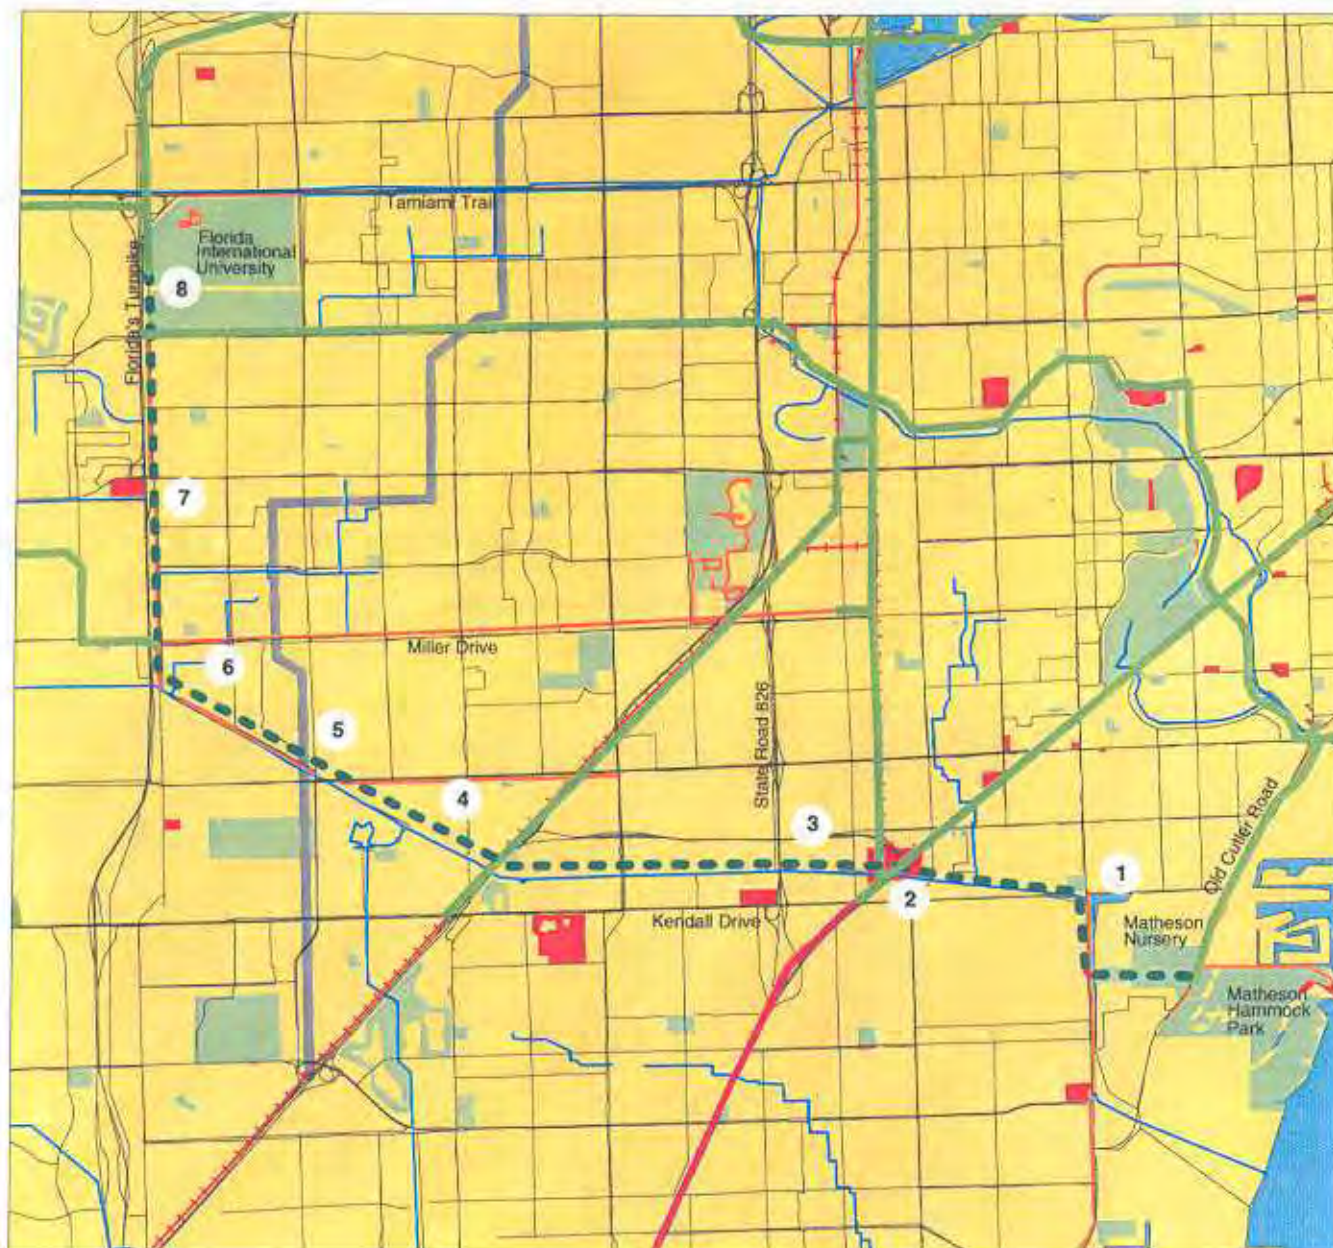 Tamiami Trail
Florida
International
University
Florida's Turnpike
8
7
Miller Drive
6
5
State Road 826
4
3
Old Cutler Road
1
2
Kendall Drive
Matheson
Nursery
Matheson
Hammock
Park